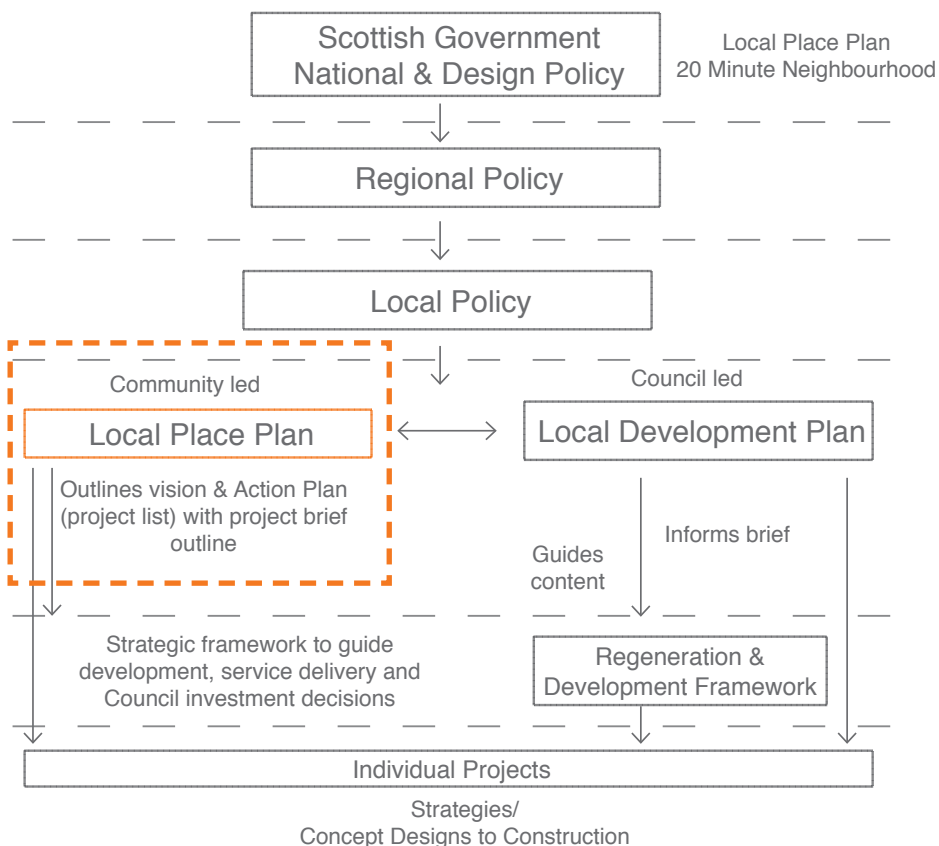 Scottish Government
National & Design Policy
Local Place Plan
20 Minute Neighbourhood
Regional Policy
Local Policy
Community led
Council led
Local Place Plan
Local Development Plan
Outlines vision & Action Plan
(project list) with project brief
outline
Guides
content
Informs brief
Strategic framework to guide
development, service delivery and
Council investment decisions
Regeneration &
Development Framework
Individual Projects
Strategies/
Concept Designs to Construction